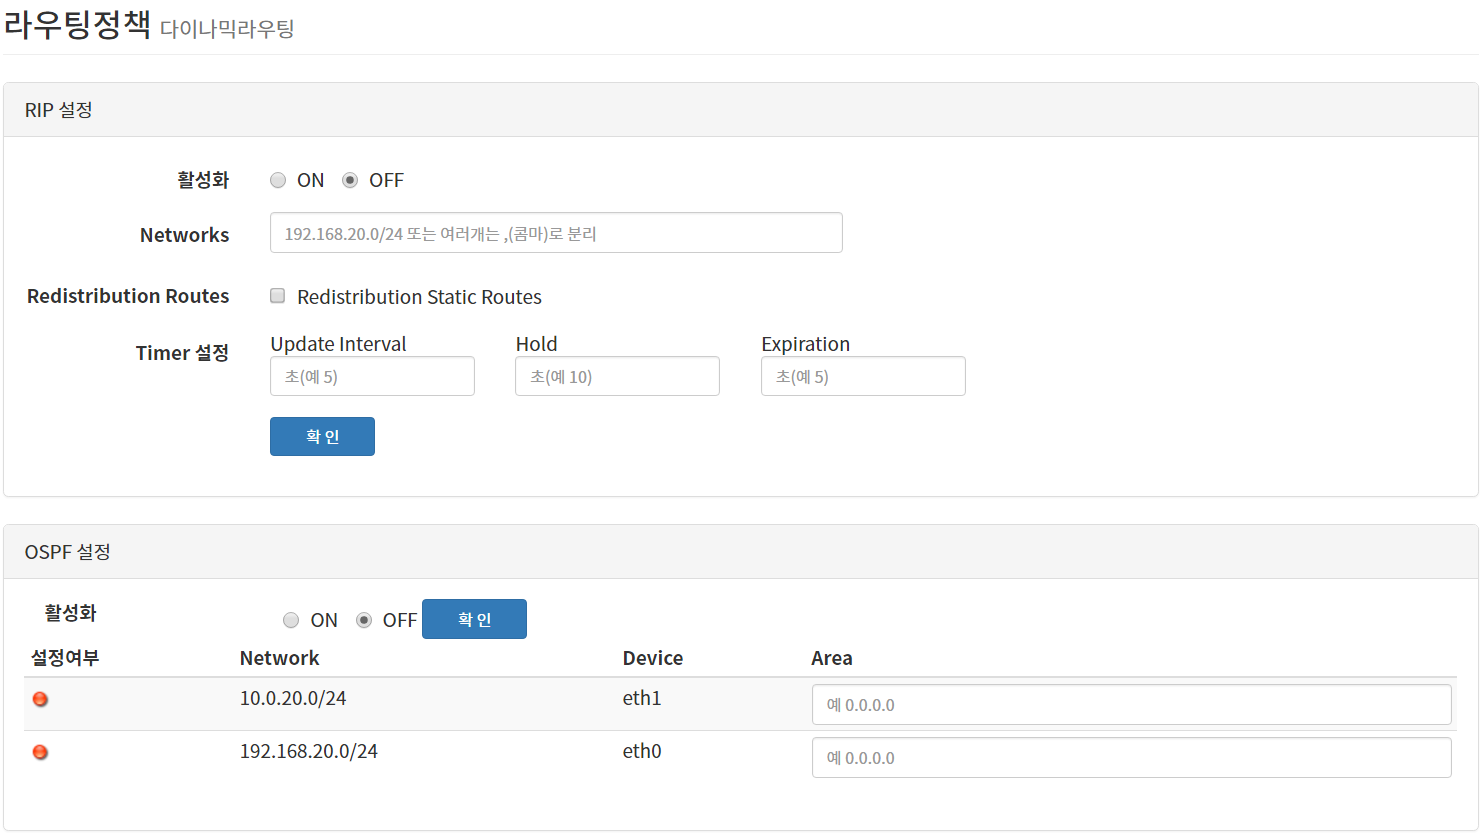 라우팅정책 다이나믹라우팅
RIP 설정
활성화 ON OFF
Networks 192.168.20.0/24 또는 여러개는 ,(콤마)로 분리
Redistribution Routes Redistribution Static Routes
Timer 설정 Update Interval Hold Expiration
초(예 5) 초(예 10) 초(예 5)
확 인
OSPF 설정
활성화 ON OFF 확 인
설정여부 Network Device Area
10.0.20.0/24 eth1 예 0.0.0.0
192.168.20.0/24 eth0 예 0.0.0.0